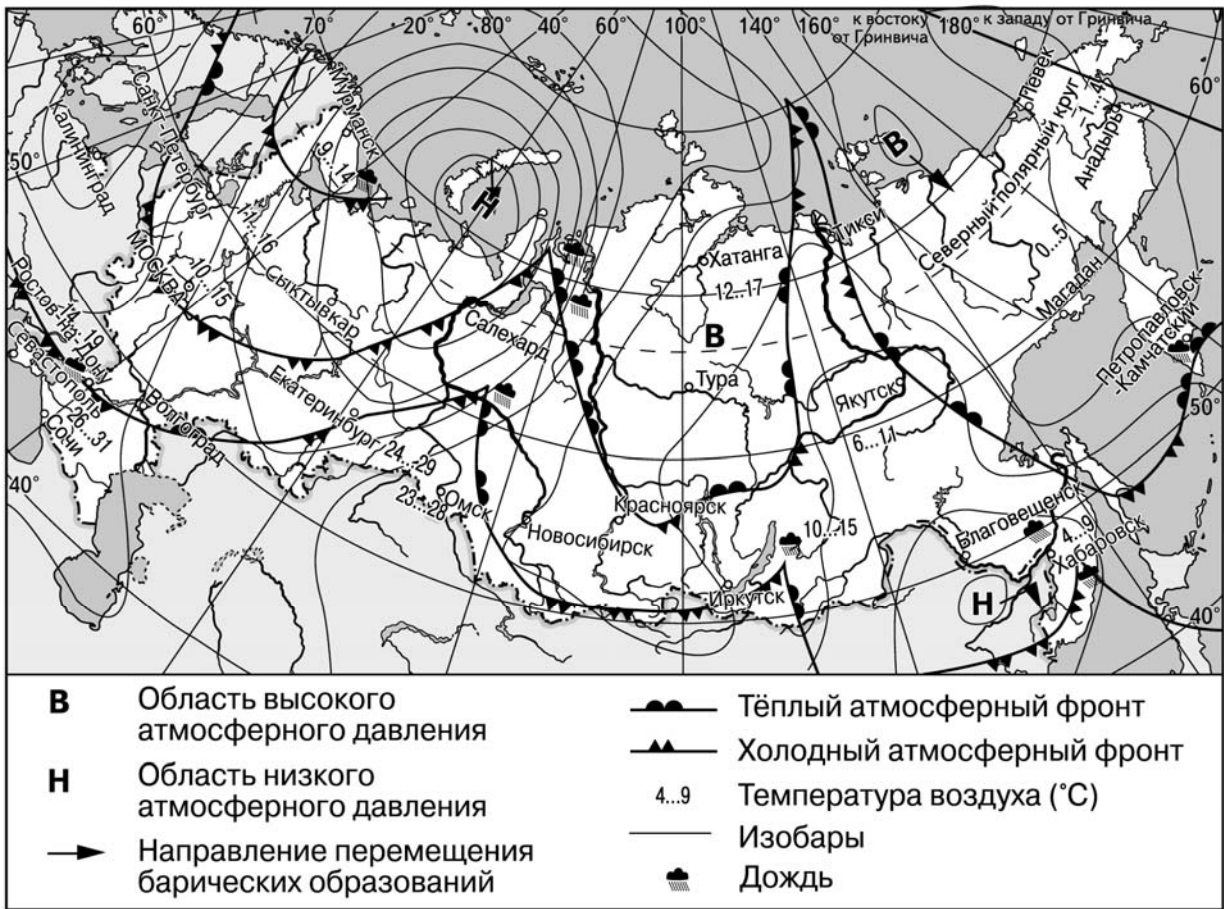 60° 70° 80° 20° 40° 60° 80° 100° 140° 160° 180°
к востоку от Гринвича
к западу от Гринвича
60°
50°
50°
40°
40°
Мурманск
9...14
Санкт-Петербург
11...16
Калининград
МОСКВА
10...15
Сыктывкар
Ростов-на-Дону
14...19
Севастополь
Сочи
26...31
Волгоград
Екатеринбург
24...29
Салехард
Омск
23...28
Новосибирск
Красноярск
Иркутск
10...15
Хатанга
12...17
Тура
Якутск
6...11
Тикси
Певек
Северный полярный круг
-1...4
Анадырь
0...5
Магадан
Петропавловск-
-Камчатский
Благовещенск
4...9
Хабаровск
Н
В
В
Н
В Область высокого
атмосферного давления
Н Область низкого
атмосферного давления
Направление перемещения
барических образований
Тёплый атмосферный фронт
Холодный атмосферный фронт
4...9 Температура воздуха (°С)
Изобары
Дождь